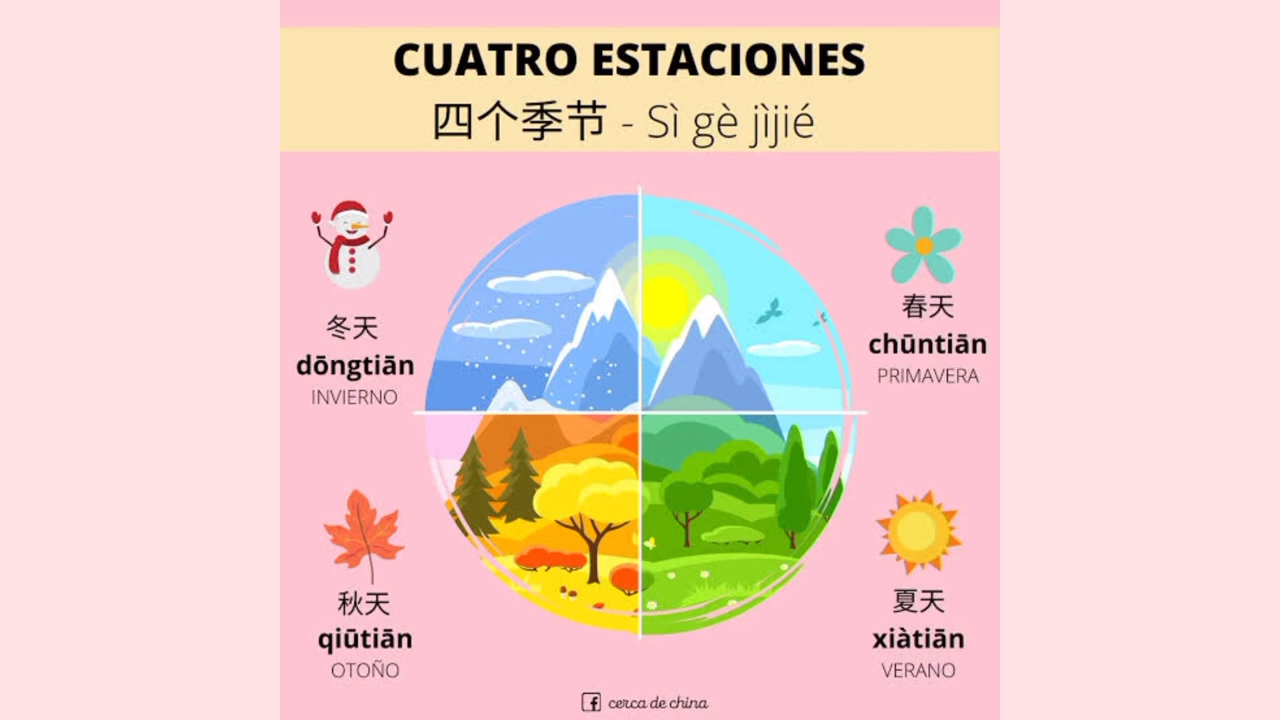 CUATRO ESTACIONES
四个季节 - Sì gè jìjié
冬天
dōngtiān
INVIERNO
春天
chūntiān
PRIMAVERA
秋天
qiūtiān
OTOÑO
夏天
xiàtiān
VERANO
cerca de china